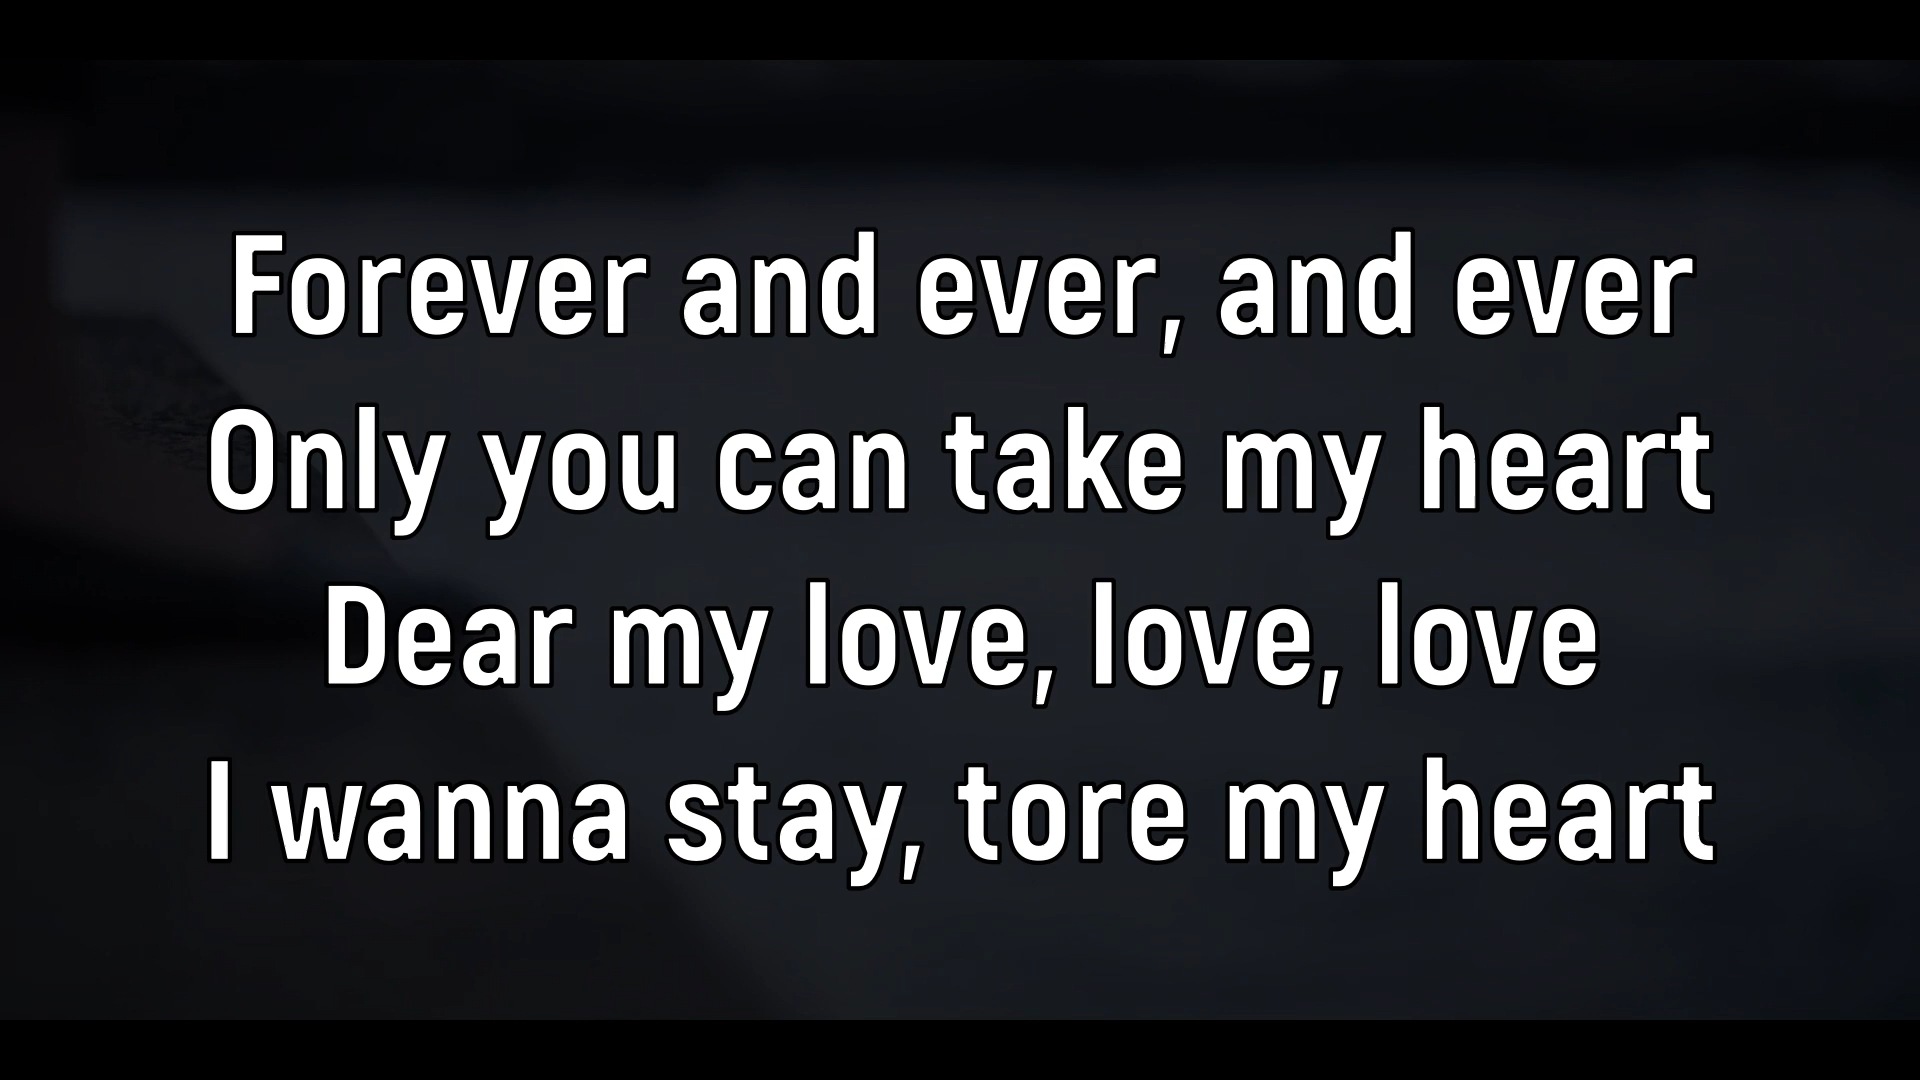 Forever and ever, and ever
Only you can take my heart
Dear my love, love, love
I wanna stay, tore my heart